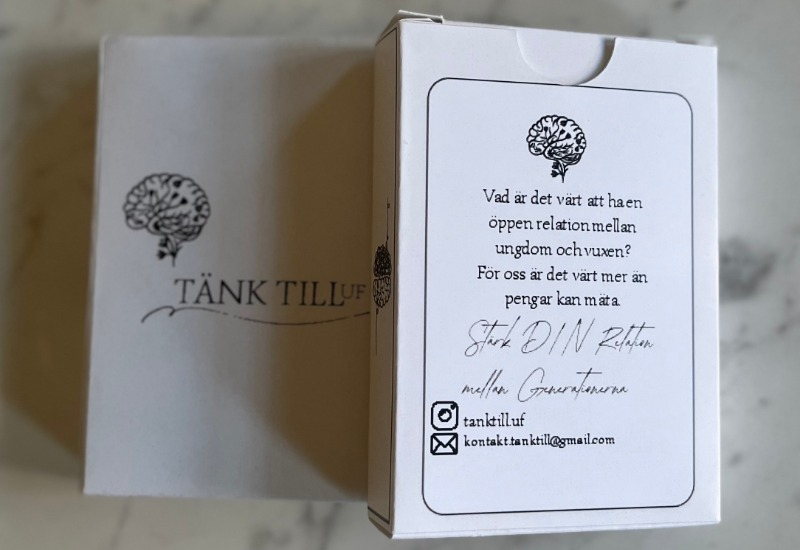 TÄNK TILL UF
Vad är det värt att ha en
öppen relation mellan
ungdom och vuxen?
För oss är det värt mer än
pengar kan mäta.
Stärk DIN Relation
mellan Generationerna
tanktill.uf
kontakt.tanktill@gmail.com